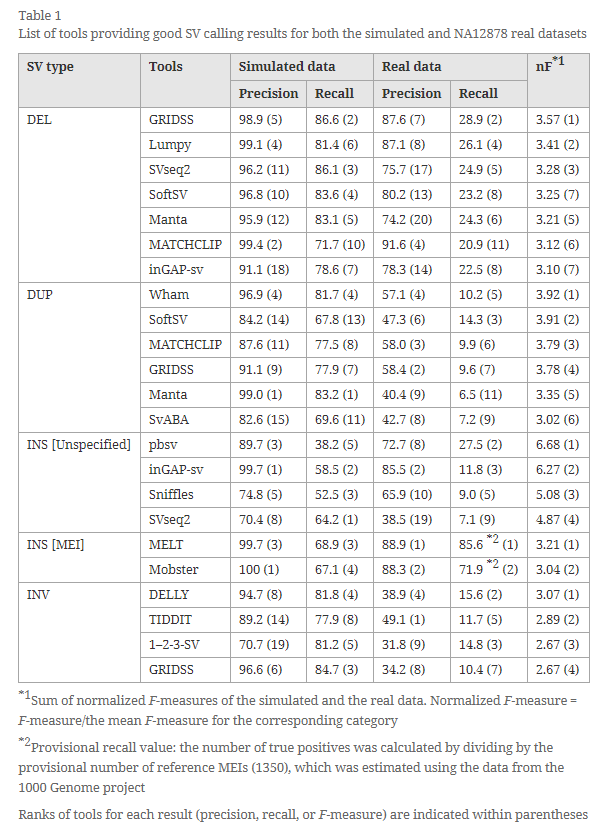 Table 1
List of tools providing good SV calling results for both the simulated and NA12878 real datasets
SV type Tools Simulated data Real data nF*1
Precision Recall Precision Recall
DEL GRIDSS 98.9 (5) 86.6 (2) 87.6 (7) 28.9 (2) 3.57 (1)
Lumpy 99.1 (4) 81.4 (6) 87.1 (8) 26.1 (4) 3.41 (2)
SVseq2 96.2 (11) 86.1 (3) 75.7 (17) 24.9 (5) 3.28 (3)
SoftSV 96.8 (10) 83.6 (4) 80.2 (13) 23.2 (8) 3.25 (7)
Manta 95.9 (12) 83.1 (5) 74.2 (20) 24.3 (6) 3.21 (5)
MATCHCLIP 99.4 (2) 71.7 (10) 91.6 (4) 20.9 (11) 3.12 (6)
inGAP-sv 91.1 (18) 78.6 (7) 78.3 (14) 22.5 (8) 3.10 (7)
DUP Wham 96.9 (4) 81.7 (4) 57.1 (4) 10.2 (5) 3.92 (1)
SoftSV 84.2 (14) 67.8 (13) 47.3 (6) 14.3 (3) 3.91 (2)
MATCHCLIP 87.6 (11) 77.5 (8) 58.0 (3) 9.9 (6) 3.79 (3)
GRIDSS 91.1 (9) 77.9 (7) 58.4 (2) 9.6 (7) 3.78 (4)
Manta 99.0 (1) 83.2 (1) 40.4 (9) 6.5 (11) 3.35 (5)
SvABA 82.6 (15) 69.6 (11) 42.7 (8) 7.2 (9) 3.02 (6)
INS [Unspecified] pbsv 89.7 (3) 38.2 (5) 72.7 (8) 27.5 (2) 6.68 (1)
inGAP-sv 99.7 (1) 58.5 (2) 85.5 (2) 11.8 (3) 6.27 (2)
Sniffles 74.8 (5) 52.5 (3) 65.9 (10) 9.0 (5) 5.08 (3)
SVseq2 70.4 (8) 64.2 (1) 38.5 (19) 7.1 (9) 4.87 (4)
INS [MEI] MELT 99.7 (3) 68.9 (3) 88.9 (1) 85.6 *2 (1) 3.21 (1)
Mobster 100 (1) 67.1 (4) 88.3 (2) 71.9 *2 (2) 3.04 (2)
INV DELLY 94.7 (8) 81.8 (4) 38.9 (4) 15.6 (2) 3.07 (1)
TIDDIT 89.2 (14) 77.9 (8) 49.1 (1) 11.7 (5) 2.89 (2)
1–2-3-SV 70.7 (19) 81.2 (5) 31.8 (9) 14.8 (3) 2.67 (3)
GRIDSS 96.6 (6) 84.7 (3) 34.2 (8) 10.4 (7) 2.67 (4)
*1Sum of normalized F-measures of the simulated and the real data. Normalized F-measure =
F-measure/the mean F-measure for the corresponding category
*2Provisional recall value: the number of true positives was calculated by dividing by the
provisional number of reference MEIs (1350), which was estimated using the data from the
1000 Genome project
Ranks of tools for each result (precision, recall, or F-measure) are indicated within parentheses